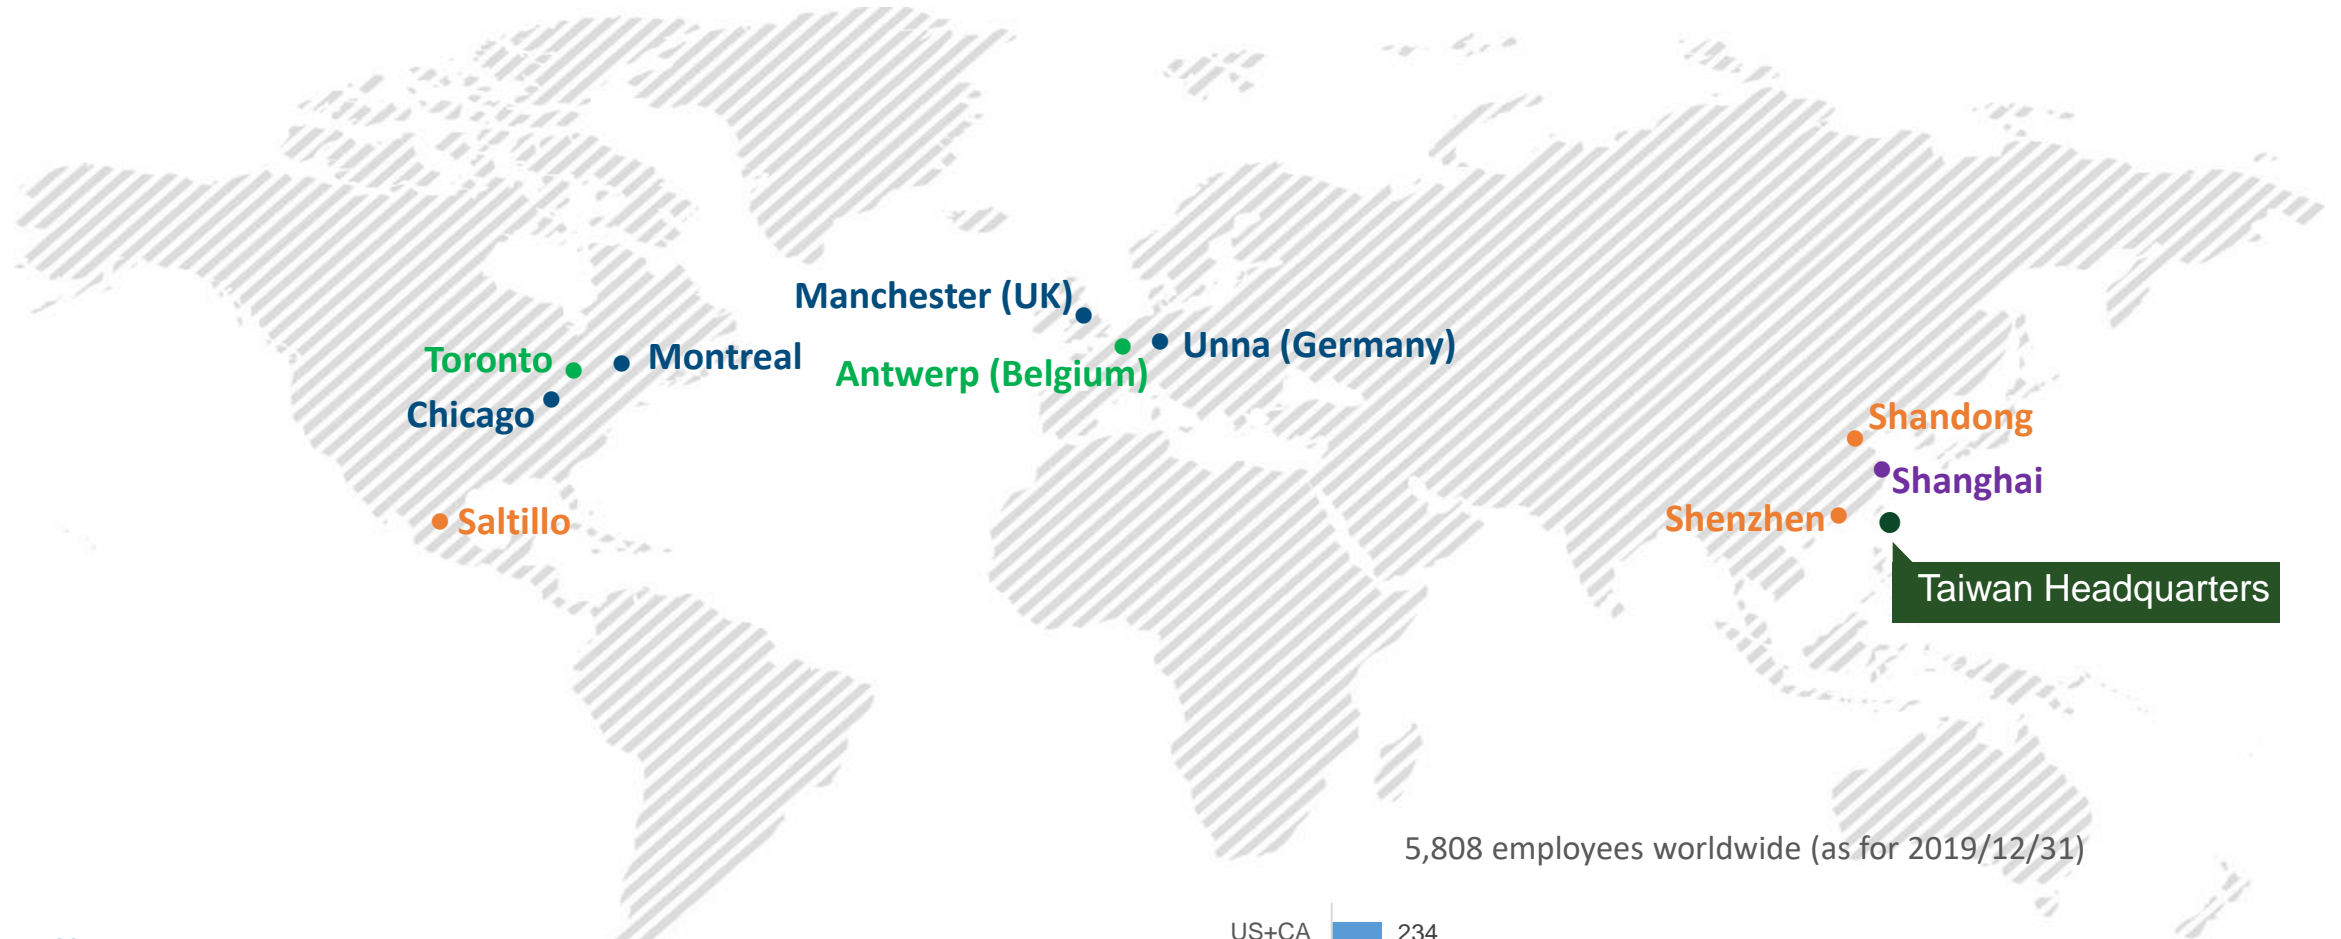 Manchester (UK)
Toronto
Montreal
Unna (Germany)
Antwerp (Belgium)
Chicago
Shandong
Shanghai
Saltillo
Shenzhen
Taiwan Headquarters
5,808 employees worldwide (as for 2019/12/31)
US+CA 234